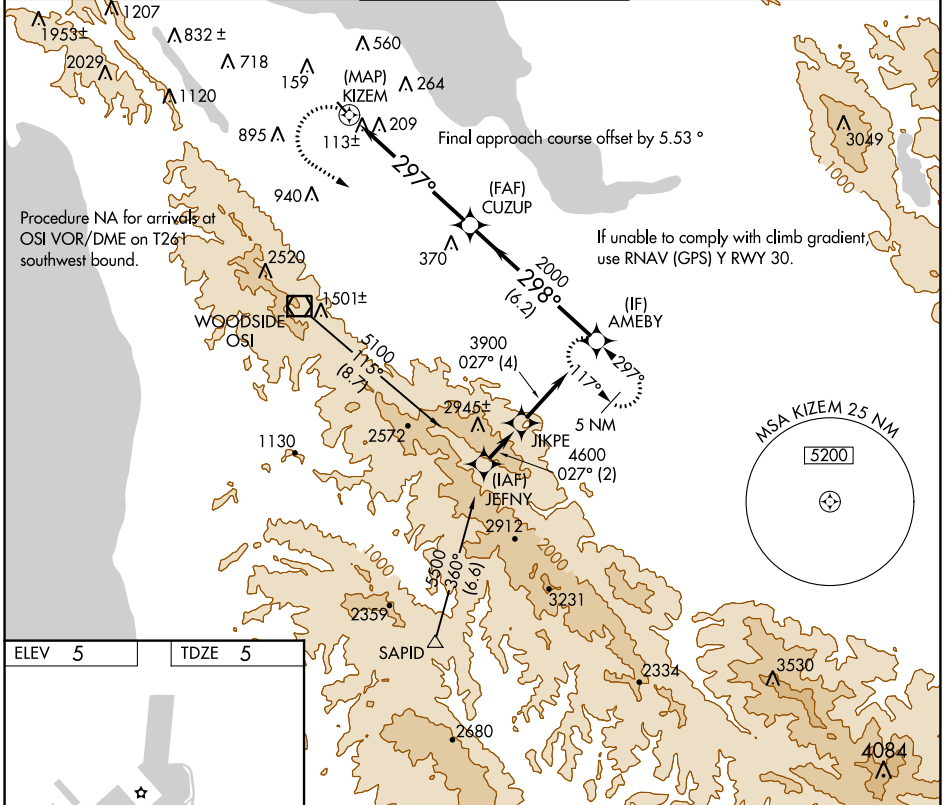 1207
1953±
832 ±
560
718
2029
159
(MAP)
KIZEM
264
1120
209
3049
895
113±
Final approach course offset by 5.53 °
297°
1000
940
(FAF)
CUZUP
Procedure NA for arrivals at
OSI VOR/DME on T261
southwest bound.
370
If unable to comply with climb gradient,
use RNAV (GPS) Y RWY 30.
2520
2000
298°
(6.2)
1501±
(IF)
AMEBY
WOODSIDE
OSI
5100
115°
(8.7)
3900
027° (4)
297°
117°
5 NM
2945±
MSA KIZEM 25 NM
5200
2572
JIKPE
1130
4600
027° (2)
(IAF)
JEFNY
2912
2000
1000
5500
360°
(6.6)
3231
2359
SAPID
ELEV 5
TDZE 5
2334
3530
2680
4084